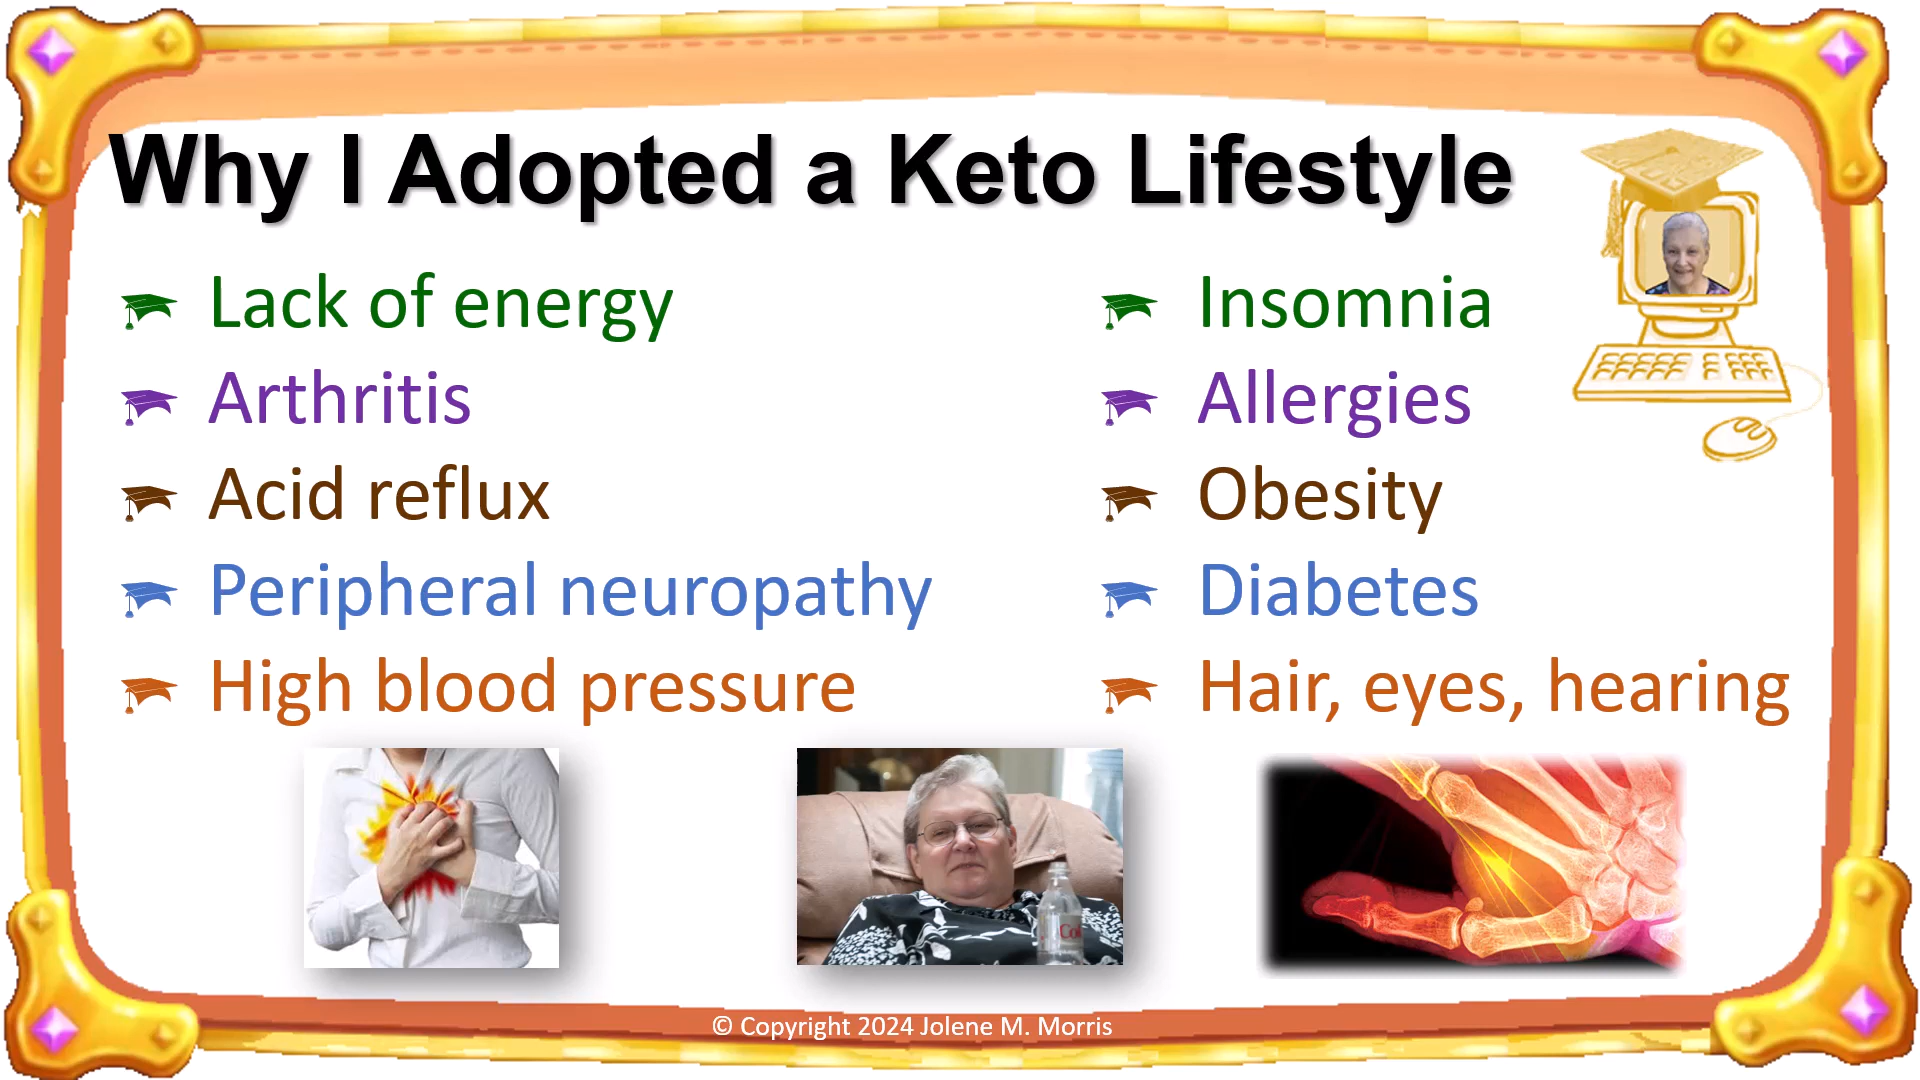 Why I Adopted a Keto Lifestyle
Lack of energy
Arthritis
Acid reflux
Peripheral neuropathy
High blood pressure
Insomnia
Allergies
Obesity
Diabetes
Hair, eyes, hearing
© Copyright 2024 Jolene M. Morris